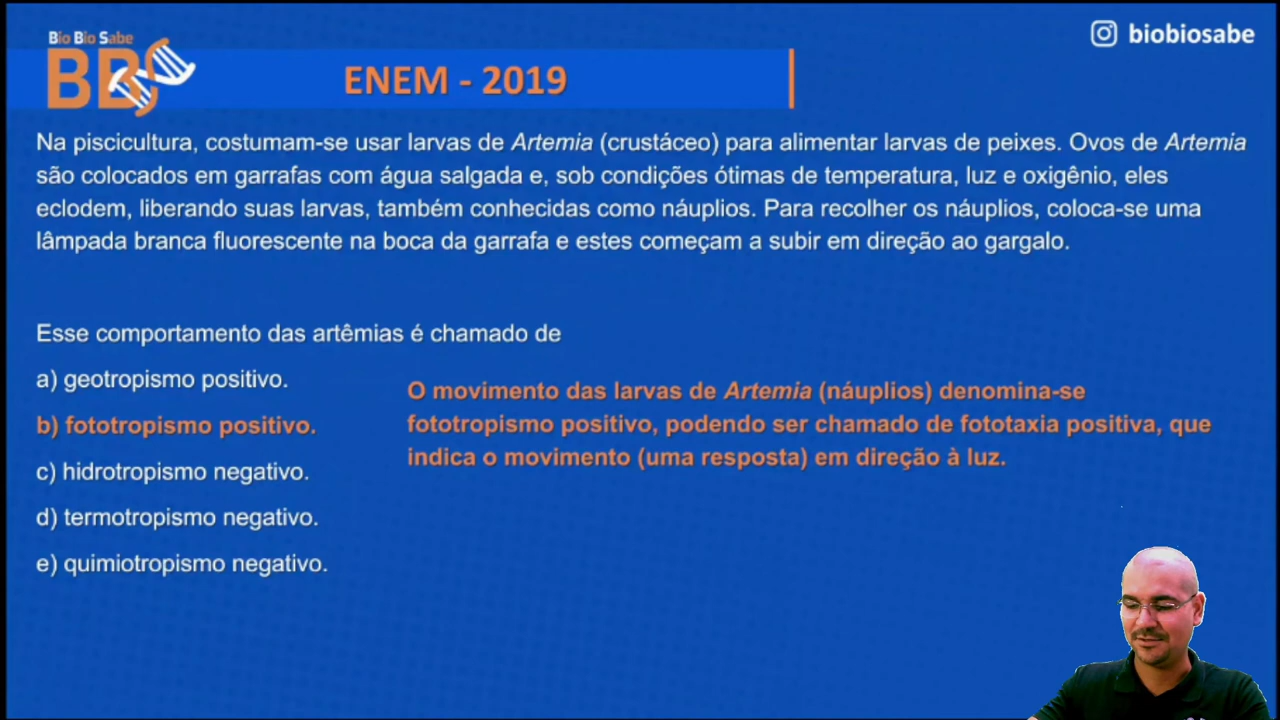 Bio Bio Sabe
BBS
biobiosabe
ENEM - 2019
Na piscicultura, costumam-se usar larvas de Artemia (crustáceo) para alimentar larvas de peixes. Ovos de Artemia
são colocados em garrafas com água salgada e, sob condições ótimas de temperatura, luz e oxigênio, eles
eclodem, liberando suas larvas, também conhecidas como náuplios. Para recolher os náuplios, coloca-se uma
lâmpada branca fluorescente na boca da garrafa e estes começam a subir em direção ao gargalo.
Esse comportamento das artêmias é chamado de
a) geotropismo positivo.
b) fototropismo positivo.
c) hidrotropismo negativo.
d) termotropismo negativo.
e) quimiotropismo negativo.
O movimento das larvas de Artemia (náuplios) denomina-se
fototropismo positivo, podendo ser chamado de fototaxia positiva, que
indica o movimento (uma resposta) em direção à luz.